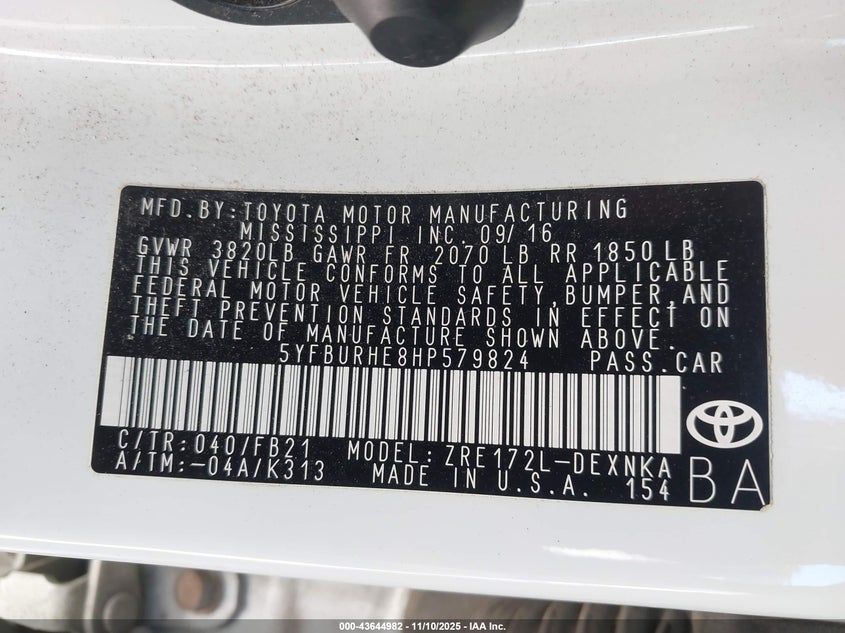 MFD.BY:TOYOTA MOTOR MANUFACTURING
MISSISSIPPI INC. 09/16
GVWR 3820LB GAWR FR 2070 LB RR 1850 LB
THIS VEHICLE CONFORMS TO ALL APPLICABLE
FEDERAL MOTOR VEHICLE SAFETY,BUMPER,AND
THEFT PREVENTION STANDARDS IN EFFECT ON
THE DATE OF MANUFACTURE SHOWN ABOVE.
5YFBURHE8HP579824 PASS.CAR
C/TR:040/FB21 MODEL:ZRE172L-DEXNKA
A/TM:-04A/K313 MADE IN U.S.A. 154 BA
000-43644982 - 11/10/2025 - IAA Inc.